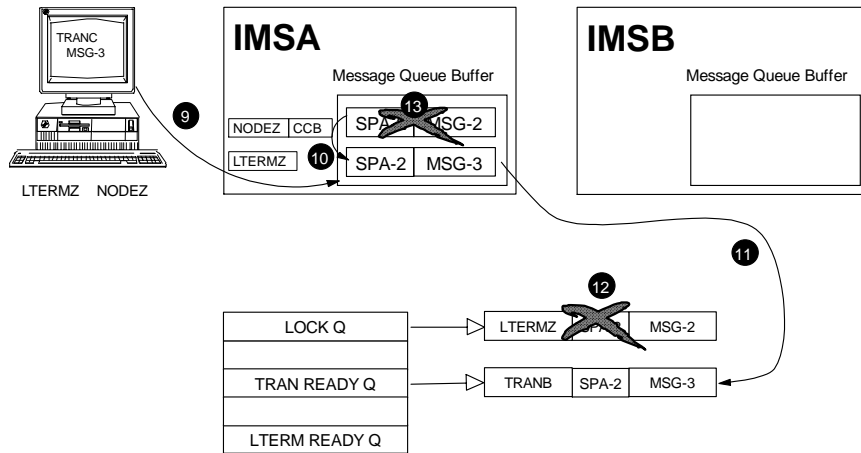 TRANC
MSG-3
LTERMZ NODEZ
9
IMSA
Message Queue Buffer
13
NODEZ CCB
MSG-2
LTERMZ
10
SPA-2 MSG-3
IMSB
Message Queue Buffer
11
12
LOCK Q
LTERMZ MSG-2
TRAN READY Q
TRANB SPA-2 MSG-3
LTERM READY Q